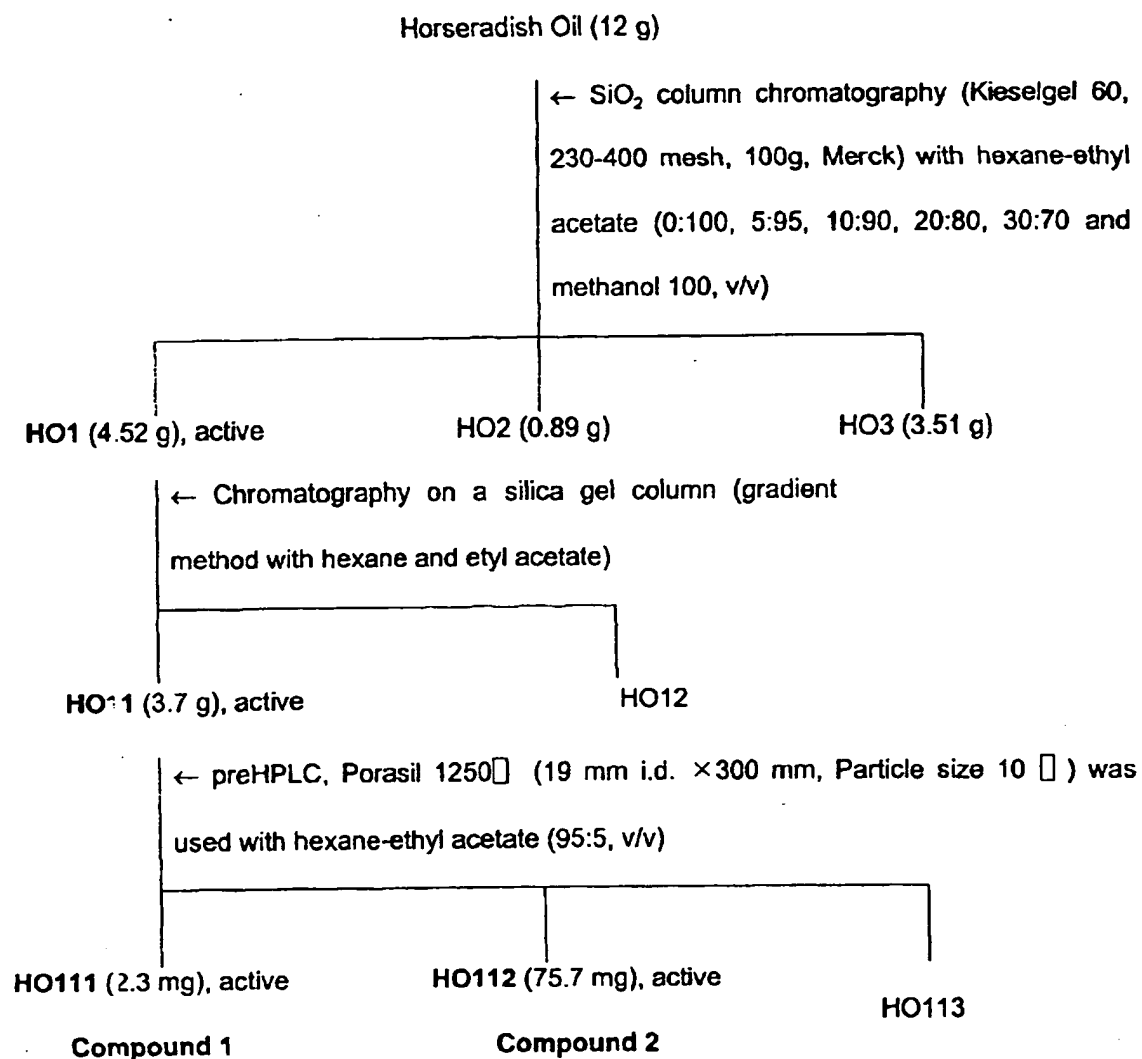 Horseradish Oil (12 g)
← SiO₂ column chromatography (Kieselgel 60,
230-400 mesh, 100g, Merck) with hexane-ethyl
acetate (0:100, 5:95, 10:90, 20:80, 30:70 and
methanol 100, v/v)
HO1 (4.52 g), active
HO2 (0.89 g)
HO3 (3.51 g)
← Chromatography on a silica gel column (gradient
method with hexane and etyl acetate)
HO11 (3.7 g), active
HO12
← preHPLC, Porasil 1250▯ (19 mm i.d. ×300 mm, Particle size 10 ▯ ) was
used with hexane-ethyl acetate (95:5, v/v)
HO111 (2.3 mg), active
HO112 (75.7 mg), active
HO113
Compound 1
Compound 2